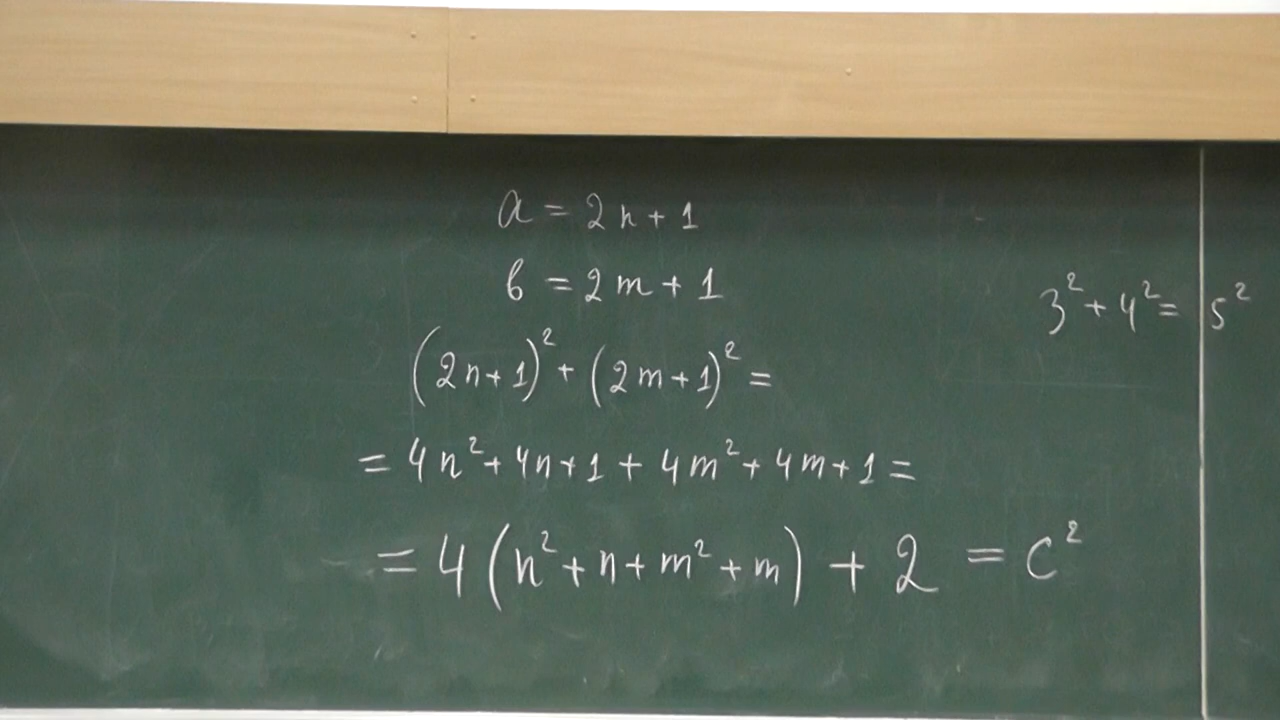 a = 2n + 1
b = 2m + 1
3² + 4² = 5²
(2n+1)² + (2m+1)² =
= 4n² + 4n + 1 + 4m² + 4m + 1 =
= 4(n² + n + m² + m) + 2 = c²